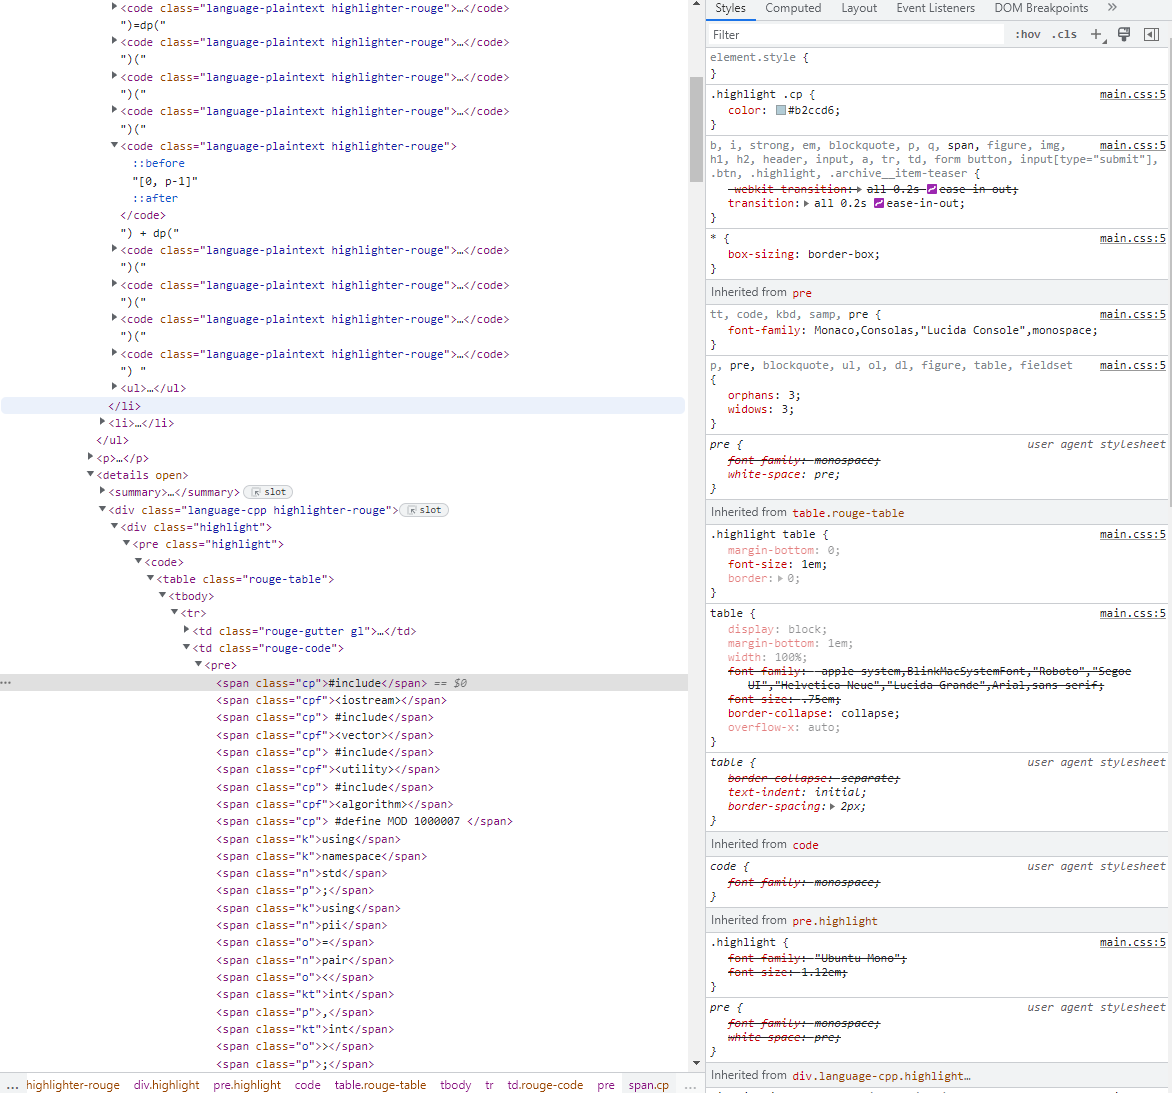 <code class="language-plaintext highlighter-rouge">…</code>
")=dp("
<code class="language-plaintext highlighter-rouge">…</code>
")("
<code class="language-plaintext highlighter-rouge">…</code>
")("
<code class="language-plaintext highlighter-rouge">…</code>
")("
<code class="language-plaintext highlighter-rouge">
::before
"[0, p-1]"
::after
</code>
") + dp("
<code class="language-plaintext highlighter-rouge">…</code>
")("
<code class="language-plaintext highlighter-rouge">…</code>
")("
<code class="language-plaintext highlighter-rouge">…</code>
")("
<code class="language-plaintext highlighter-rouge">…</code>
") "
<ul>…</ul>
</li>
<li>…</li>
</ul>
<p>…</p>
<details open>
<summary>…</summary> slot
<div class="language-cpp highlighter-rouge"> slot
<div class="highlight">
<pre class="highlight">
<code>
<table class="rouge-table">
<tbody>
<tr>
<td class="rouge-gutter gl">…</td>
<td class="rouge-code">
<pre>
… <span class="cp">#include</span> == $0
<span class="cpf"><iostream></span>
<span class="cp"> #include</span>
<span class="cpf"><vector></span>
<span class="cp"> #include</span>
<span class="cpf"><utility></span>
<span class="cp"> #include</span>
<span class="cpf"><algorithm></span>
<span class="cp"> #define MOD 1000007 </span>
<span class="k">using</span>
<span class="k">namespace</span>
<span class="n">std</span>
<span class="p">;</span>
<span class="k">using</span>
<span class="n">pii</span>
<span class="o">=</span>
<span class="n">pair</span>
<span class="o"><</span>
<span class="kt">int</span>
<span class="p">,</span>
<span class="kt">int</span>
<span class="o">></span>
<span class="p">;</span>
… highlighter-rouge div.highlight pre.highlight code table.rouge-table tbody tr td.rouge-code pre span.cp …
Styles Computed Layout Event Listeners DOM Breakpoints »
Filter :hov .cls +
element.style {
}
.highlight .cp { main.css:5
color: #b2ccd6;
}
b, i, strong, em, blockquote, p, q, span, figure, img, main.css:5
h1, h2, header, input, a, tr, td, form button, input[type="submit"],
.btn, .highlight, .archive__item-teaser {
-webkit-transition: all 0.2s ease-in-out;
transition: all 0.2s ease-in-out;
}
* { main.css:5
box-sizing: border-box;
}
Inherited from pre
tt, code, kbd, samp, pre { main.css:5
font-family: Monaco,Consolas,"Lucida Console",monospace;
}
p, pre, blockquote, ul, ol, dl, figure, table, fieldset main.css:5
{
orphans: 3;
widows: 3;
}
pre { user agent stylesheet
font-family: monospace;
white-space: pre;
}
Inherited from table.rouge-table
.highlight table { main.css:5
margin-bottom: 0;
font-size: 1em;
border: 0;
}
table { main.css:5
display: block;
margin-bottom: 1em;
width: 100%;
font-family: -apple-system,BlinkMacSystemFont,"Roboto","Segoe
UI","Helvetica Neue","Lucida Grande",Arial,sans-serif;
font-size: .75em;
border-collapse: collapse;
overflow-x: auto;
}
table { user agent stylesheet
border-collapse: separate;
text-indent: initial;
border-spacing: 2px;
}
Inherited from code
code { user agent stylesheet
font-family: monospace;
}
Inherited from pre.highlight
.highlight { main.css:5
font-family: "Ubuntu Mono";
font-size: 1.12em;
}
pre { user agent stylesheet
font-family: monospace;
white-space: pre;
}
Inherited from div.language-cpp.highlight…